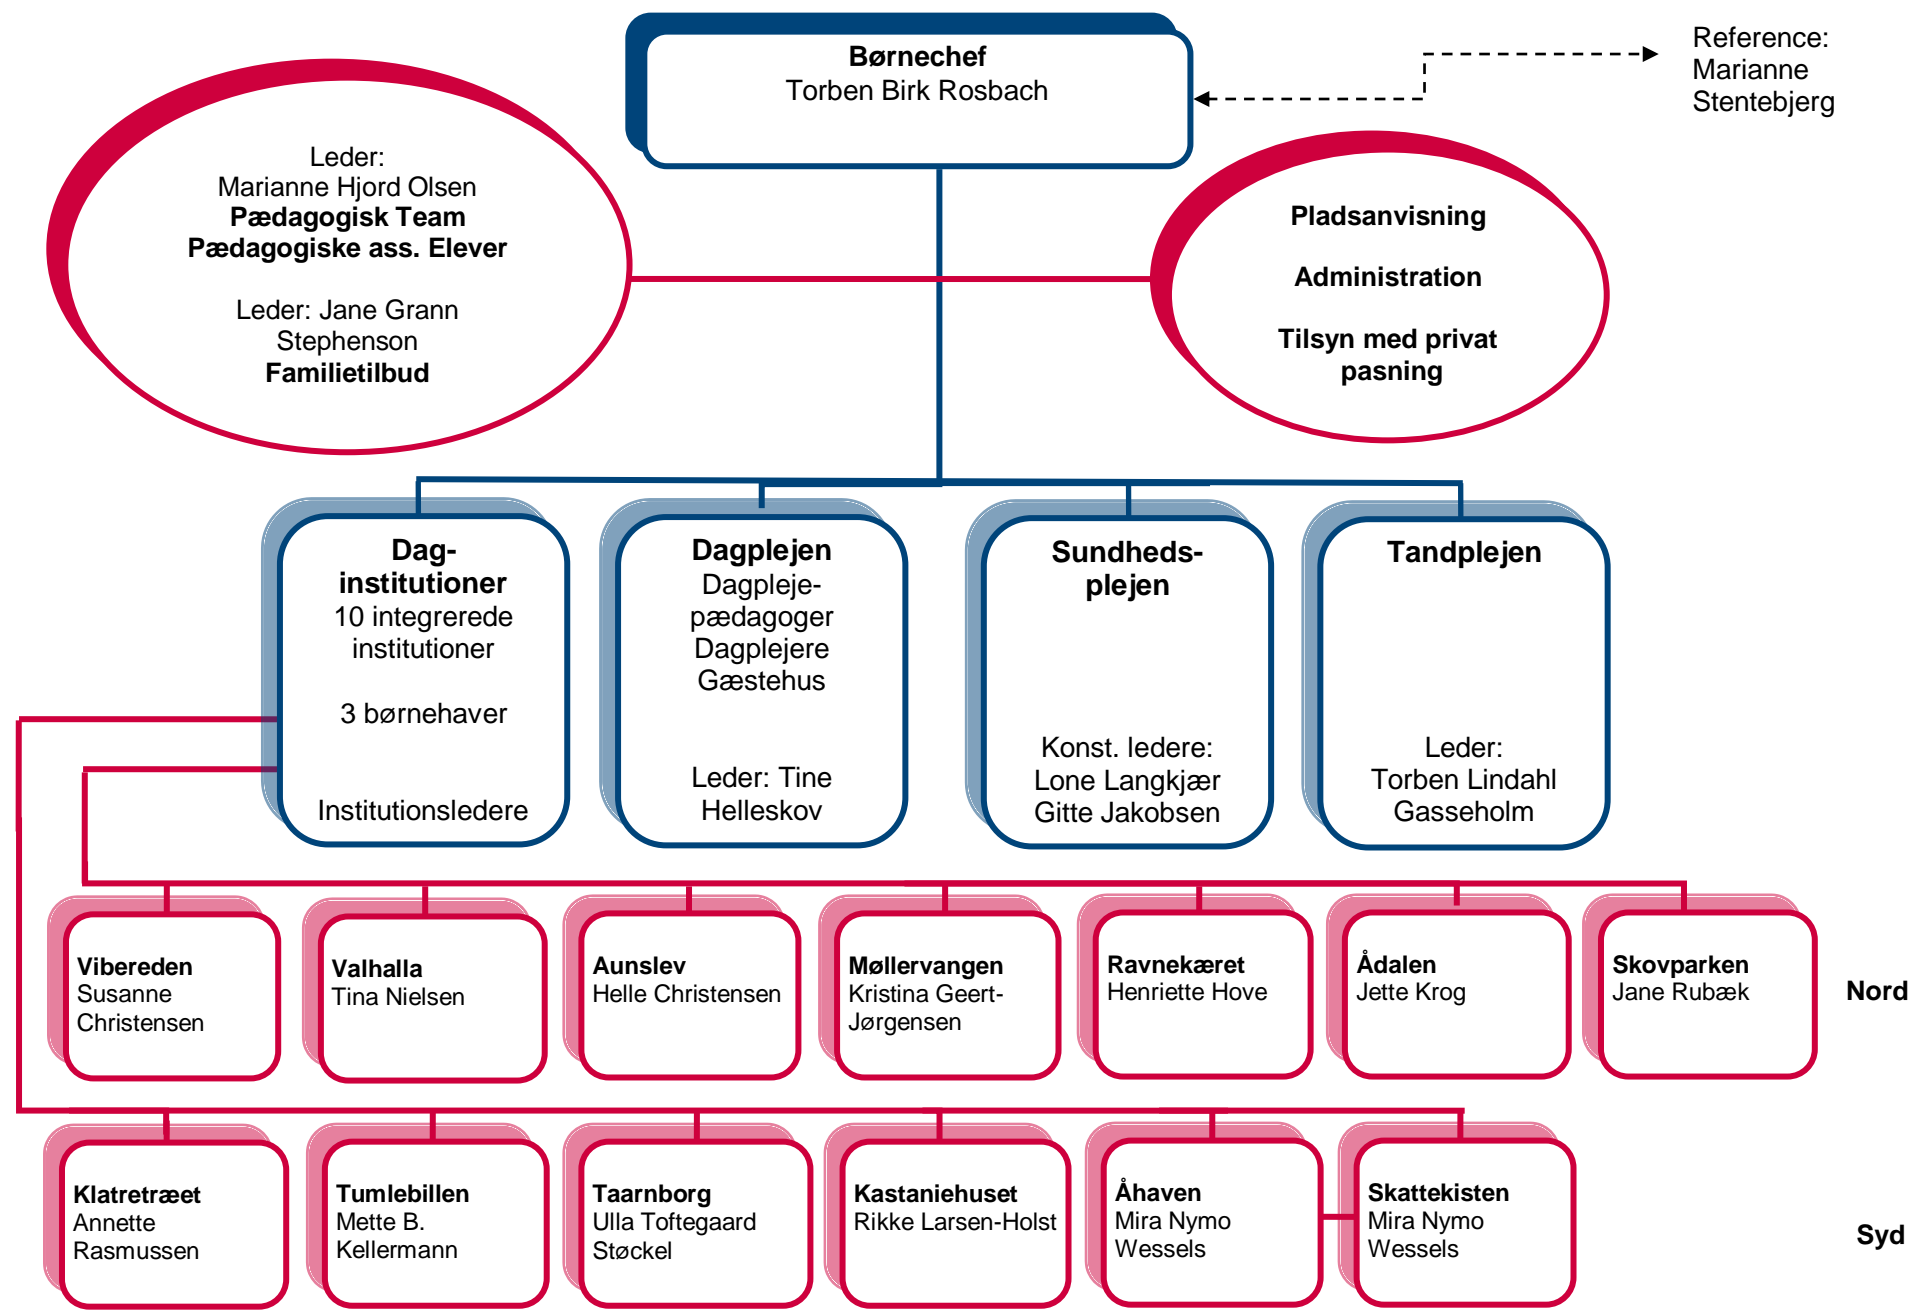 Børnechef
Torben Birk Rosbach
Reference:
Marianne
Stentebjerg
Leder:
Marianne Hjord Olsen
Pædagogisk Team
Pædagogiske ass. Elever
Leder: Jane Grann
Stephenson
Familietilbud
Pladsanvisning
Administration
Tilsyn med privat
pasning
Dag-
institutioner
10 integrerede
institutioner
3 børnehaver
Institutionsledere
Dagplejen
Dagpleje-
pædagoger
Dagplejere
Gæstehus
Leder: Tine
Helleskov
Sundheds-
plejen
Konst. ledere:
Lone Langkjær
Gitte Jakobsen
Tandplejen
Leder:
Torben Lindahl
Gasseholm
Vibereden
Susanne
Christensen
Valhalla
Tina Nielsen
Aunslev
Helle Christensen
Møllervangen
Kristina Geert-
Jørgensen
Ravnekæret
Henriette Hove
Ådalen
Jette Krog
Skovparken
Jane Rubæk
Nord
Klatretræet
Annette
Rasmussen
Tumlebillen
Mette B.
Kellermann
Taarnborg
Ulla Toftegaard
Støckel
Kastaniehuset
Rikke Larsen-Holst
Åhaven
Mira Nymo
Wessels
Skattekisten
Mira Nymo
Wessels
Syd